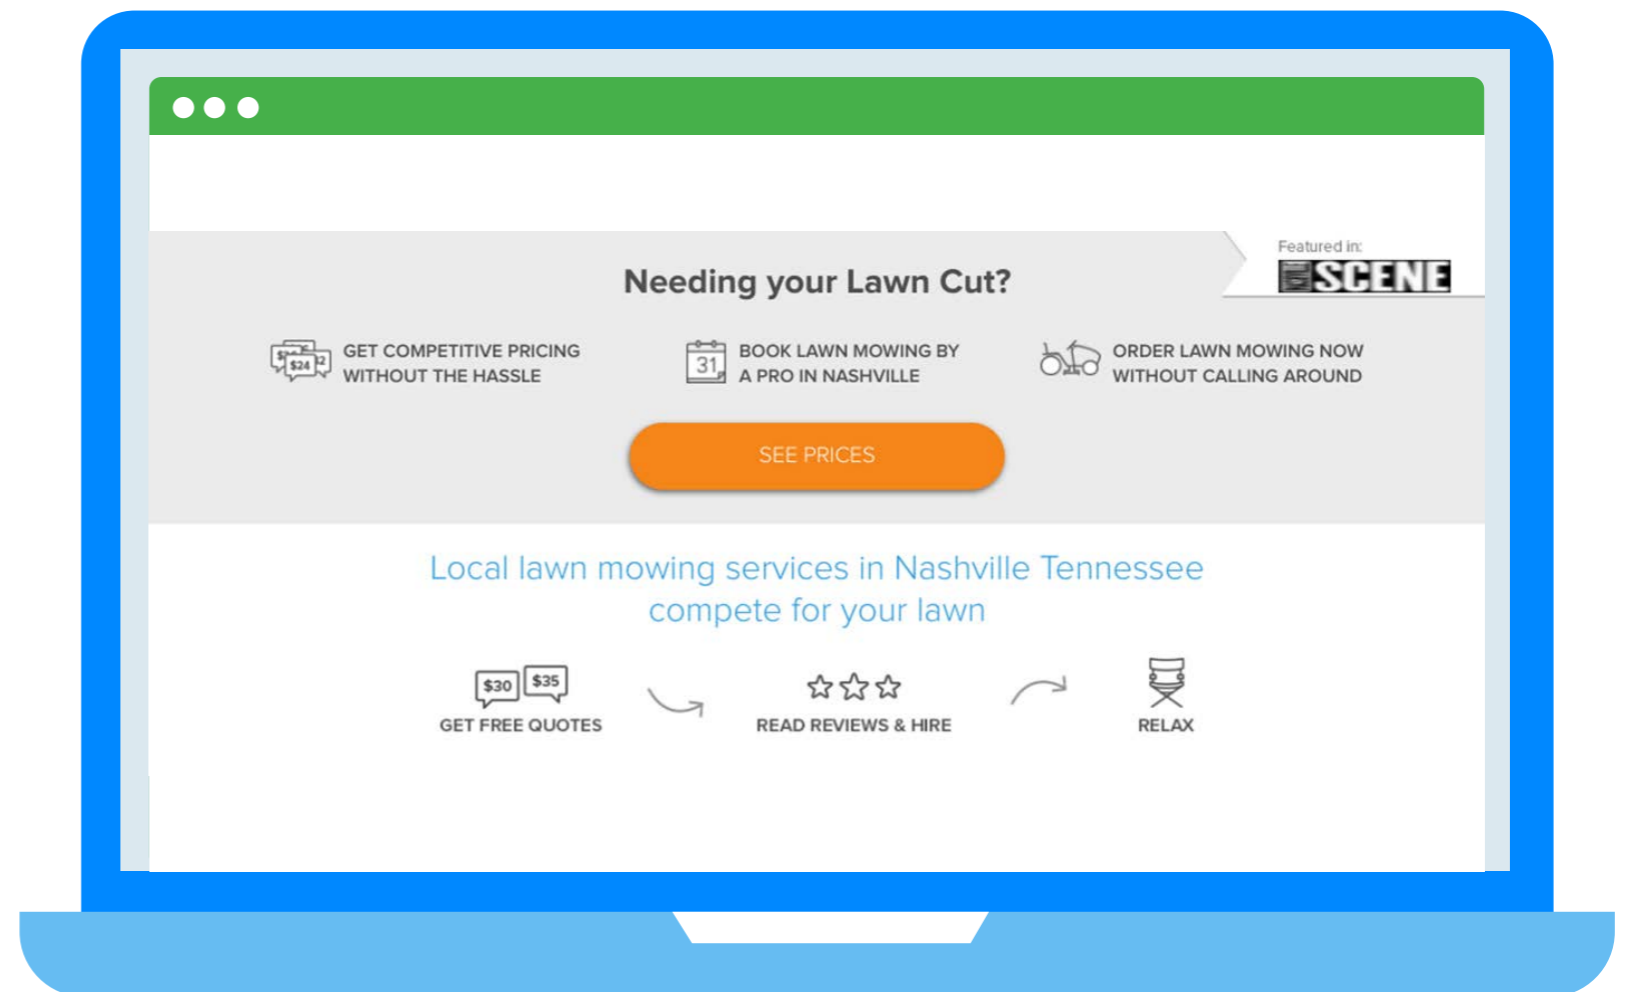 Featured in:
SCENE
Needing your Lawn Cut?
$24
GET COMPETITIVE PRICING
WITHOUT THE HASSLE
31
BOOK LAWN MOWING BY
A PRO IN NASHVILLE
ORDER LAWN MOWING NOW
WITHOUT CALLING AROUND
SEE PRICES
Local lawn mowing services in Nashville Tennessee
compete for your lawn
$30 $35
GET FREE QUOTES
READ REVIEWS & HIRE
RELAX